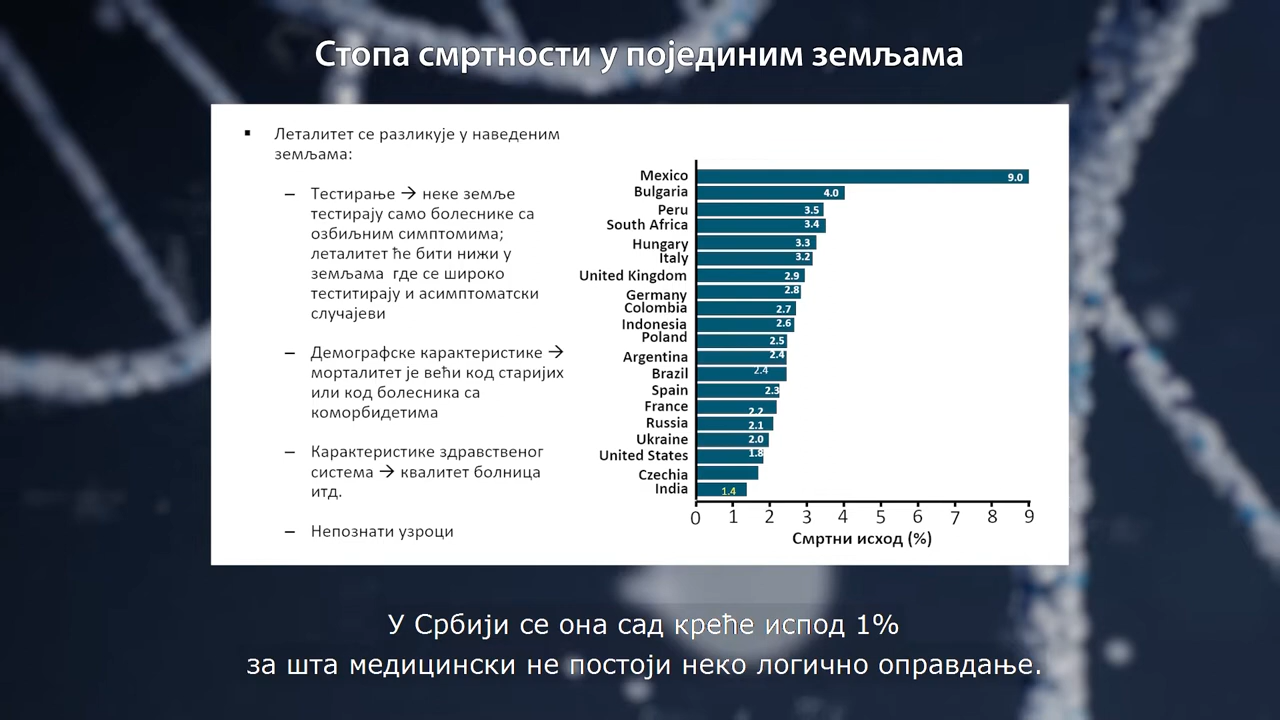 Стопа смртности у појединим земљама
▪ Леталитет се разликује у наведеним
земљама:
– Тестирање → неке земље
тестирају само болеснике са
озбиљним симптомима;
леталитет ће бити нижи у
земљама где се широко
теститирају и асимптоматски
случајеви
– Демографске карактеристике →
морталитет је већи код старијих
или код болесника са
коморбидетима
– Карактеристике здравственог
система → квалитет болница
итд.
– Непознати узроци
Mexico 9.0
Bulgaria 4.0
Peru 3.5
South Africa 3.4
Hungary 3.3
Italy 3.2
United Kingdom 2.9
Germany 2.8
Colombia 2.7
Indonesia 2.6
Poland 2.5
Argentina 2.4
Brazil 2.4
Spain 2.3
France 2.2
Russia 2.1
Ukraine 2.0
United States 1.8
Czechia
India 1.4
0 1 2 3 4 5 6 7 8 9
Смртни исход (%)
У Србији се она сад креће испод 1%
за шта медицински не постоји неко логично оправдање.